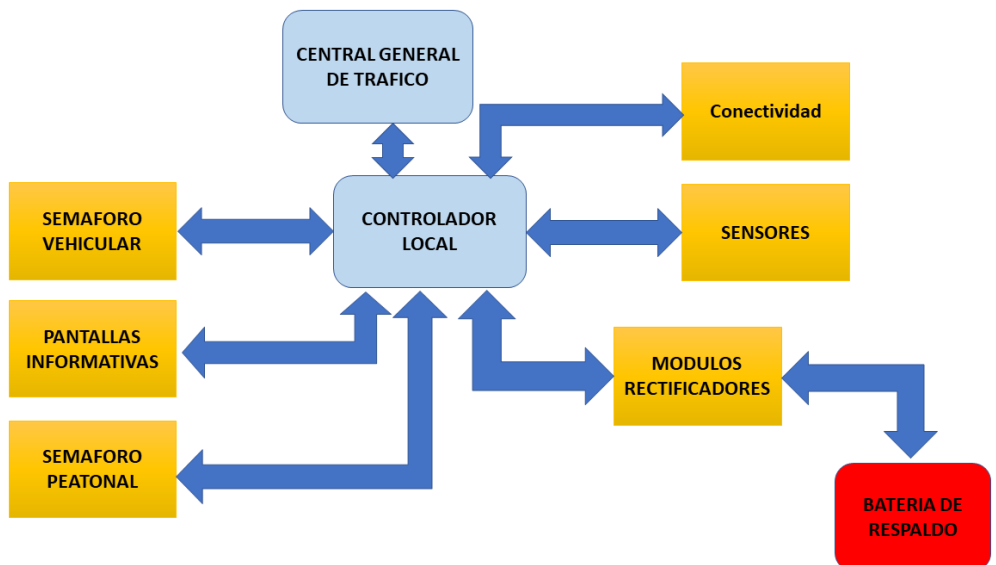 CENTRAL GENERAL
DE TRAFICO
Conectividad
SEMAFORO
VEHICULAR
CONTROLADOR
LOCAL
SENSORES
PANTALLAS
INFORMATIVAS
MODULOS
RECTIFICADORES
SEMAFORO
PEATONAL
BATERIA DE
RESPALDO